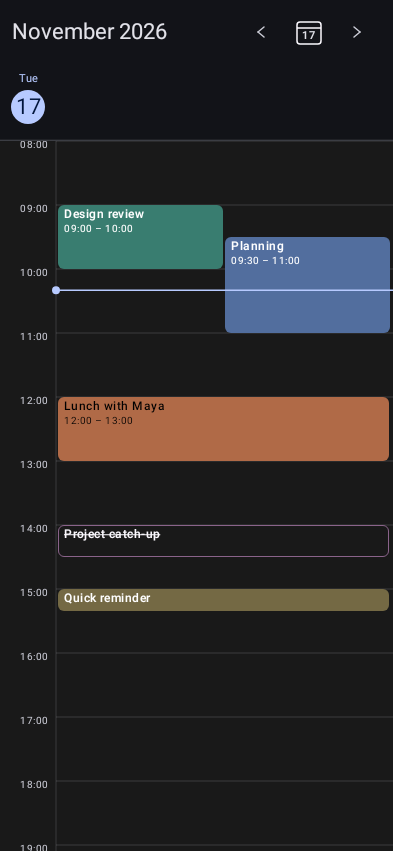 November 2026
17
Tue
17
08:00
09:00
Design review
09:00 – 10:00
Planning
09:30 – 11:00
10:00
11:00
12:00
Lunch with Maya
12:00 – 13:00
13:00
14:00
Project catch-up
15:00
Quick reminder
16:00
17:00
18:00
19:00